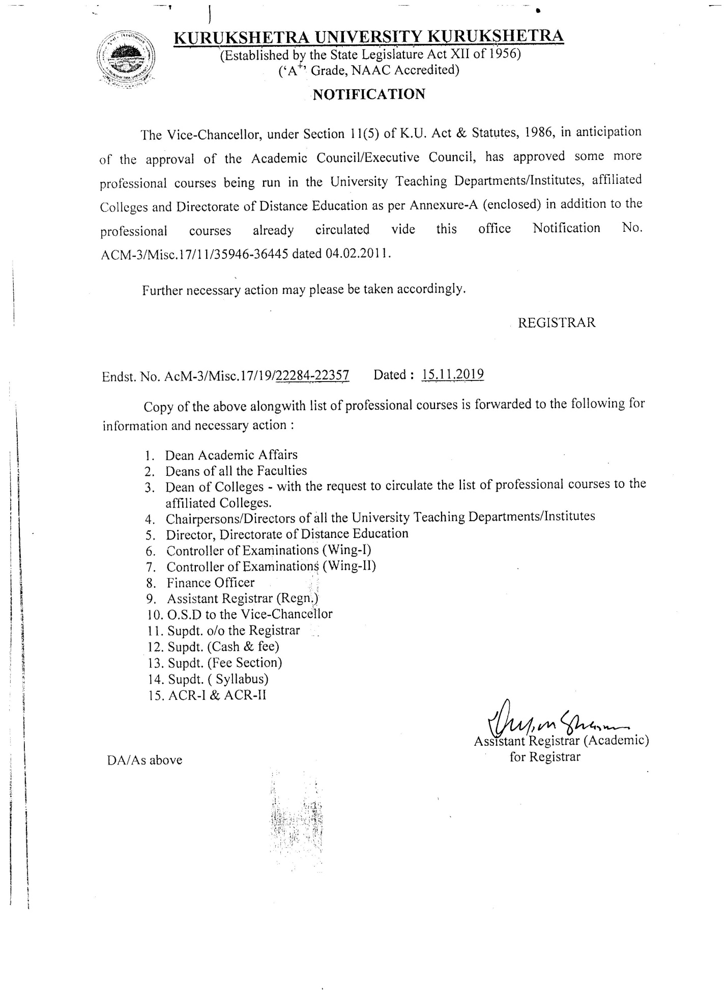 KURUKSHETRA UNIVERSITY KURUKSHETRA
(Established by the State Legislature Act XII of 1956)
('A+' Grade, NAAC Accredited)
NOTIFICATION
The Vice-Chancellor, under Section 11(5) of K.U. Act & Statutes, 1986, in anticipation
of the approval of the Academic Council/Executive Council, has approved some more
professional courses being run in the University Teaching Departments/Institutes, affiliated
Colleges and Directorate of Distance Education as per Annexure-A (enclosed) in addition to the
professional courses already circulated vide this office Notification No.
ACM-3/Misc.17/11/35946-36445 dated 04.02.2011.
Further necessary action may please be taken accordingly.
REGISTRAR
Endst. No. AcM-3/Misc.17/19/22284-22357 Dated : 15.11.2019
Copy of the above alongwith list of professional courses is forwarded to the following for
information and necessary action :
1. Dean Academic Affairs
2. Deans of all the Faculties
3. Dean of Colleges - with the request to circulate the list of professional courses to the
affiliated Colleges.
4. Chairpersons/Directors of all the University Teaching Departments/Institutes
5. Director, Directorate of Distance Education
6. Controller of Examinations (Wing-I)
7. Controller of Examinations (Wing-II)
8. Finance Officer
9. Assistant Registrar (Regn.)
10. O.S.D to the Vice-Chancellor
11. Supdt. o/o the Registrar
12. Supdt. (Cash & fee)
13. Supdt. (Fee Section)
14. Supdt. ( Syllabus)
15. ACR-I & ACR-II
Assistant Registrar (Academic)
for Registrar
DA/As above